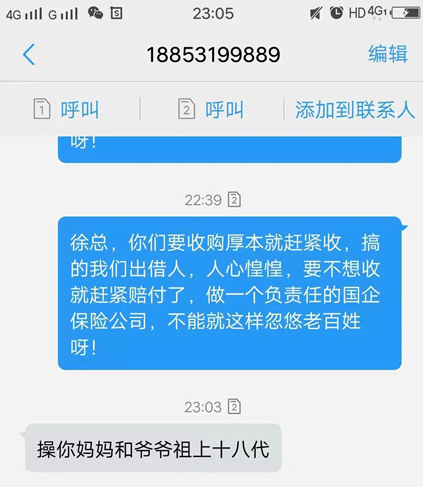 4G G 23:05 HD 4G
18853199889 编辑
1 呼叫 2 呼叫 添加到联系人
呀！
22:39 2
徐总，你们要收购厚本就赶紧收，搞
的我们出借人，人心惶惶，要不想收
就赶紧赔付了，做一个负责任的国企
保险公司，不能就这样忽悠老百姓
呀！
23:03 2
操你妈妈和爷爷祖上十八代